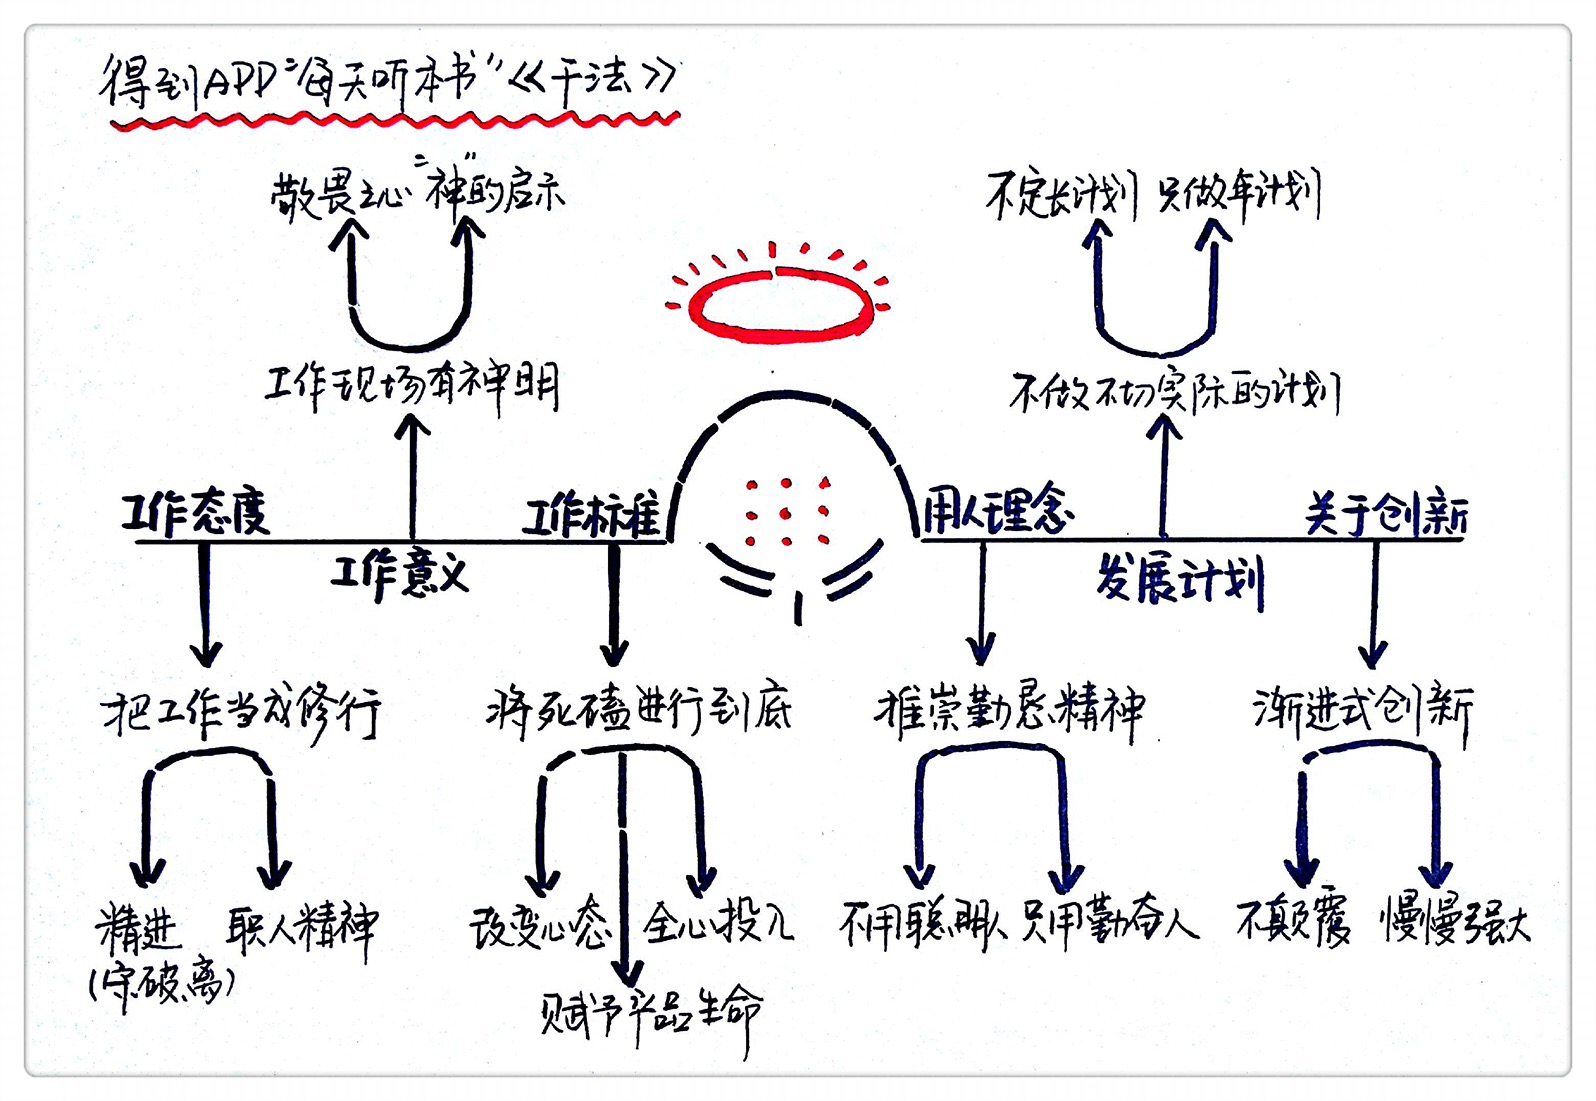 得到APP“每天听本书”《干法》
敬畏之心 “神”的启示
不定长计划 只做年计划
工作现场有神明
不做不切实际的计划
工作态度
工作标准
用人理念
关于创新
工作意义
发展计划
把工作当成修行
将死磕进行到底
推崇勤恳精神
渐进式创新
精进
(守.破.离)
职人精神
改变心态
全心投入
赋予产品生命
不用聪明人
只用勤奋人
不颠覆
慢慢强大